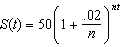 S(t) = 50(1 + .02/n)^{nt}